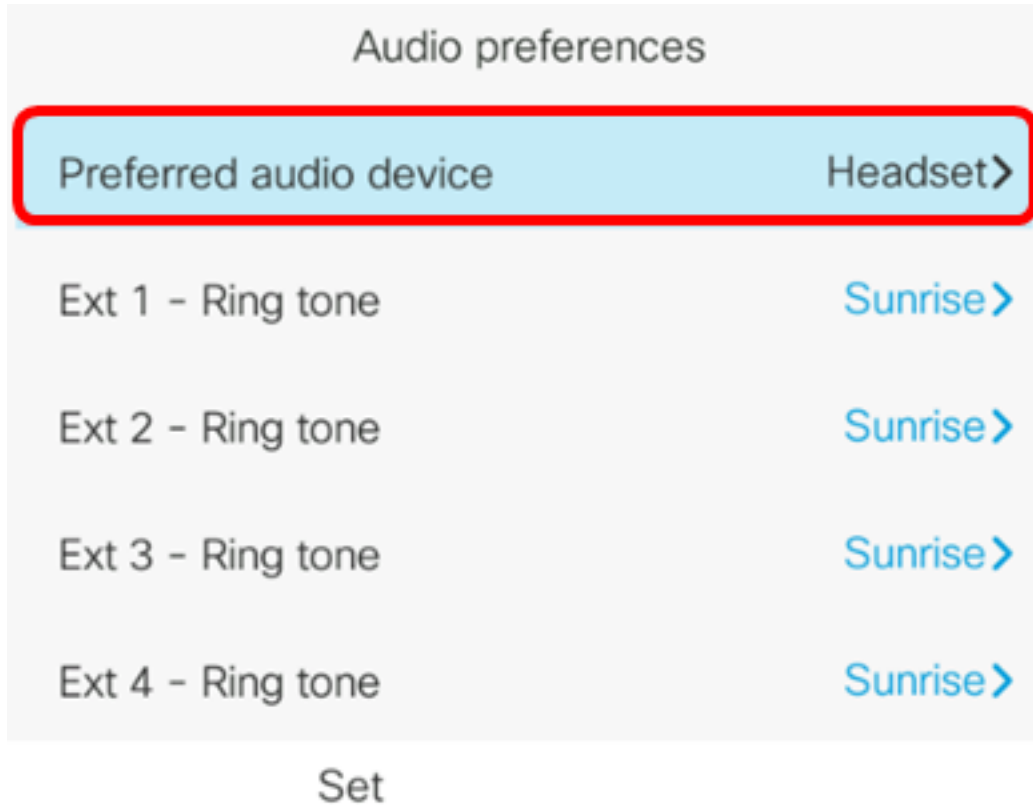 Audio preferences
Preferred audio device Headset
Ext 1 - Ring tone Sunrise
Ext 2 - Ring tone Sunrise
Ext 3 - Ring tone Sunrise
Ext 4 - Ring tone Sunrise
Set